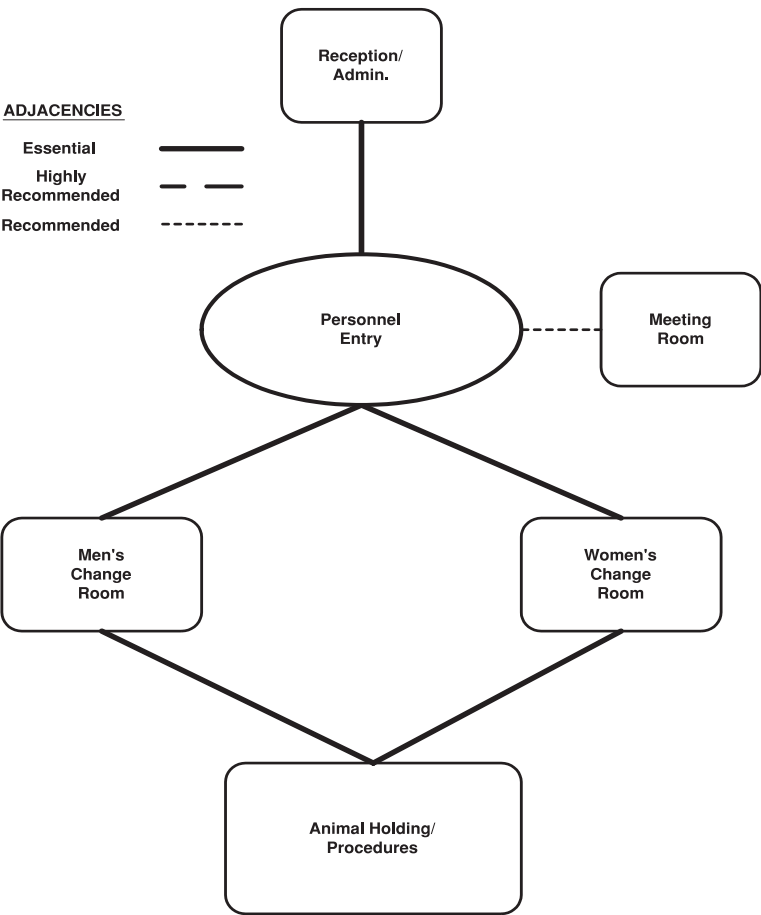 Reception/
Admin.
ADJACENCIES
Essential
Highly
Recommended
Recommended
Personnel
Entry
Meeting
Room
Men's
Change
Room
Women's
Change
Room
Animal Holding/
Procedures